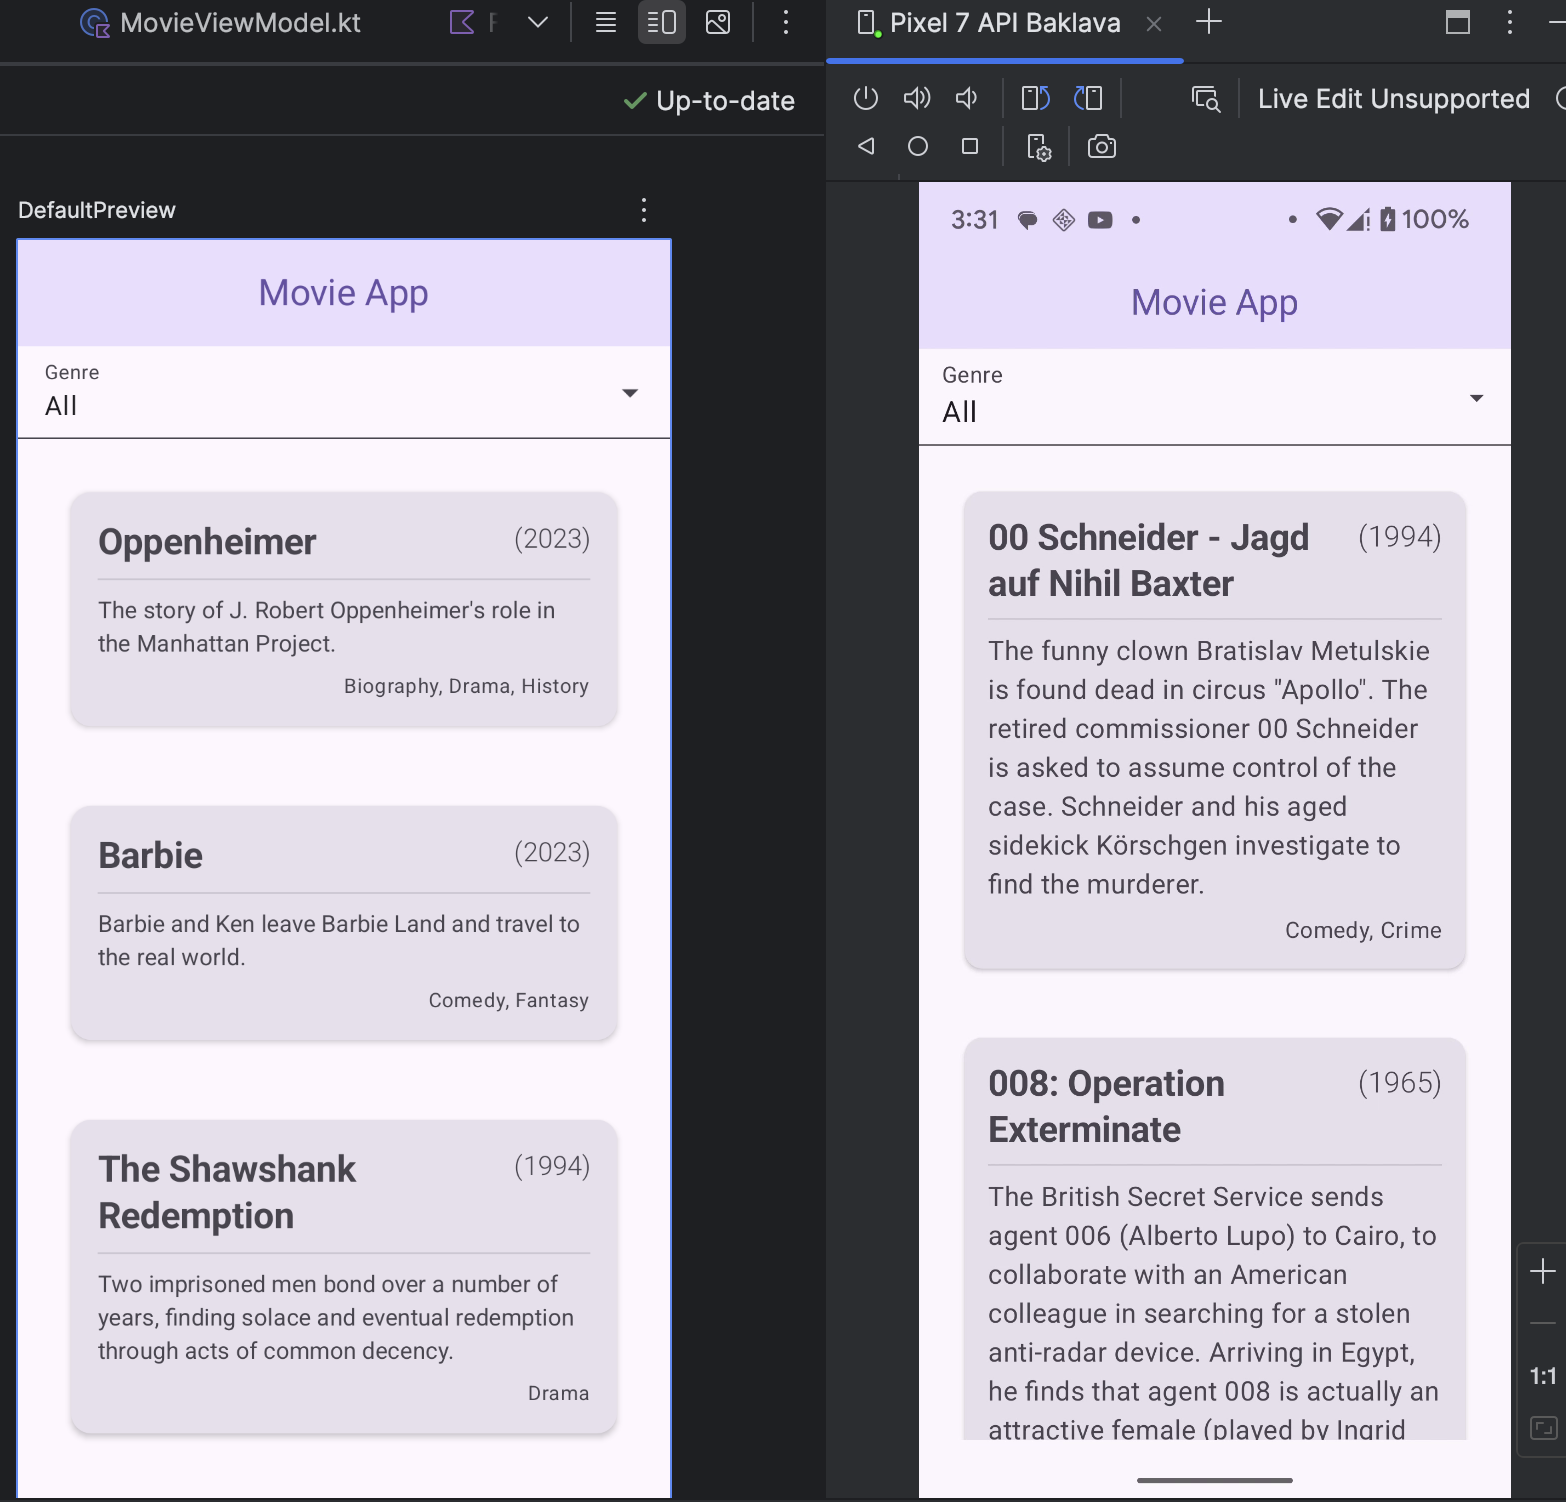 MovieViewModel.kt
Up-to-date
DefaultPreview
Movie App
Genre
All
Oppenheimer
(2023)
The story of J. Robert Oppenheimer's role in
the Manhattan Project.
Biography, Drama, History
Barbie
(2023)
Barbie and Ken leave Barbie Land and travel to
the real world.
Comedy, Fantasy
The Shawshank
Redemption
(1994)
Two imprisoned men bond over a number of
years, finding solace and eventual redemption
through acts of common decency.
Drama
Pixel 7 API Baklava
Live Edit Unsupported
3:31
100%
Movie App
Genre
All
00 Schneider - Jagd
auf Nihil Baxter
(1994)
The funny clown Bratislav Metulskie
is found dead in circus "Apollo". The
retired commissioner 00 Schneider
is asked to assume control of the
case. Schneider and his aged
sidekick Körschgen investigate to
find the murderer.
Comedy, Crime
008: Operation
Exterminate
(1965)
The British Secret Service sends
agent 006 (Alberto Lupo) to Cairo, to
collaborate with an American
colleague in searching for a stolen
anti-radar device. Arriving in Egypt,
he finds that agent 008 is actually an
attractive female (played by Ingrid
1:1